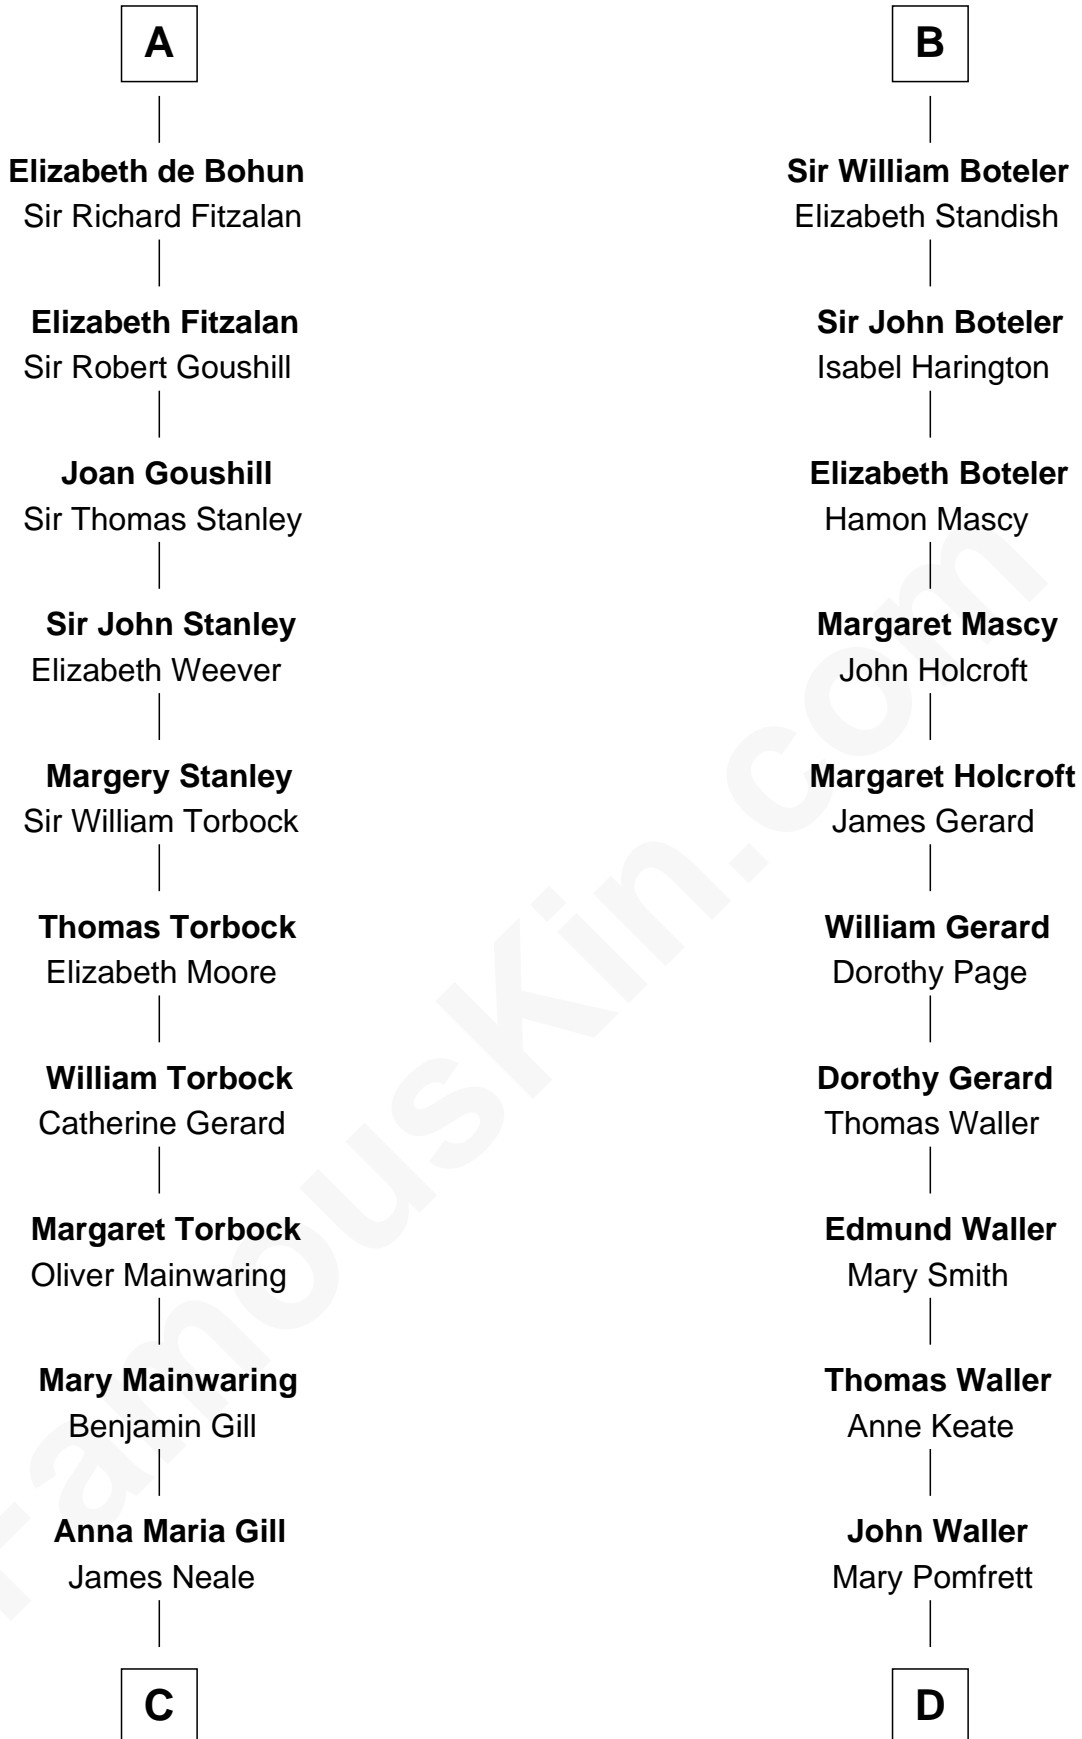 A
Elizabeth de Bohun
Sir Richard Fitzalan
Elizabeth Fitzalan
Sir Robert Goushill
Joan Goushill
Sir Thomas Stanley
Sir John Stanley
Elizabeth Weever
Margery Stanley
Sir William Torbock
Thomas Torbock
Elizabeth Moore
William Torbock
Catherine Gerard
Margaret Torbock
Oliver Mainwaring
Mary Mainwaring
Benjamin Gill
Anna Maria Gill
James Neale
C
B
Sir William Boteler
Elizabeth Standish
Sir John Boteler
Isabel Harington
Elizabeth Boteler
Hamon Mascy
Margaret Mascy
John Holcroft
Margaret Holcroft
James Gerard
William Gerard
Dorothy Page
Dorothy Gerard
Thomas Waller
Edmund Waller
Mary Smith
Thomas Waller
Anne Keate
John Waller
Mary Pomfrett
D
FamousKin.com